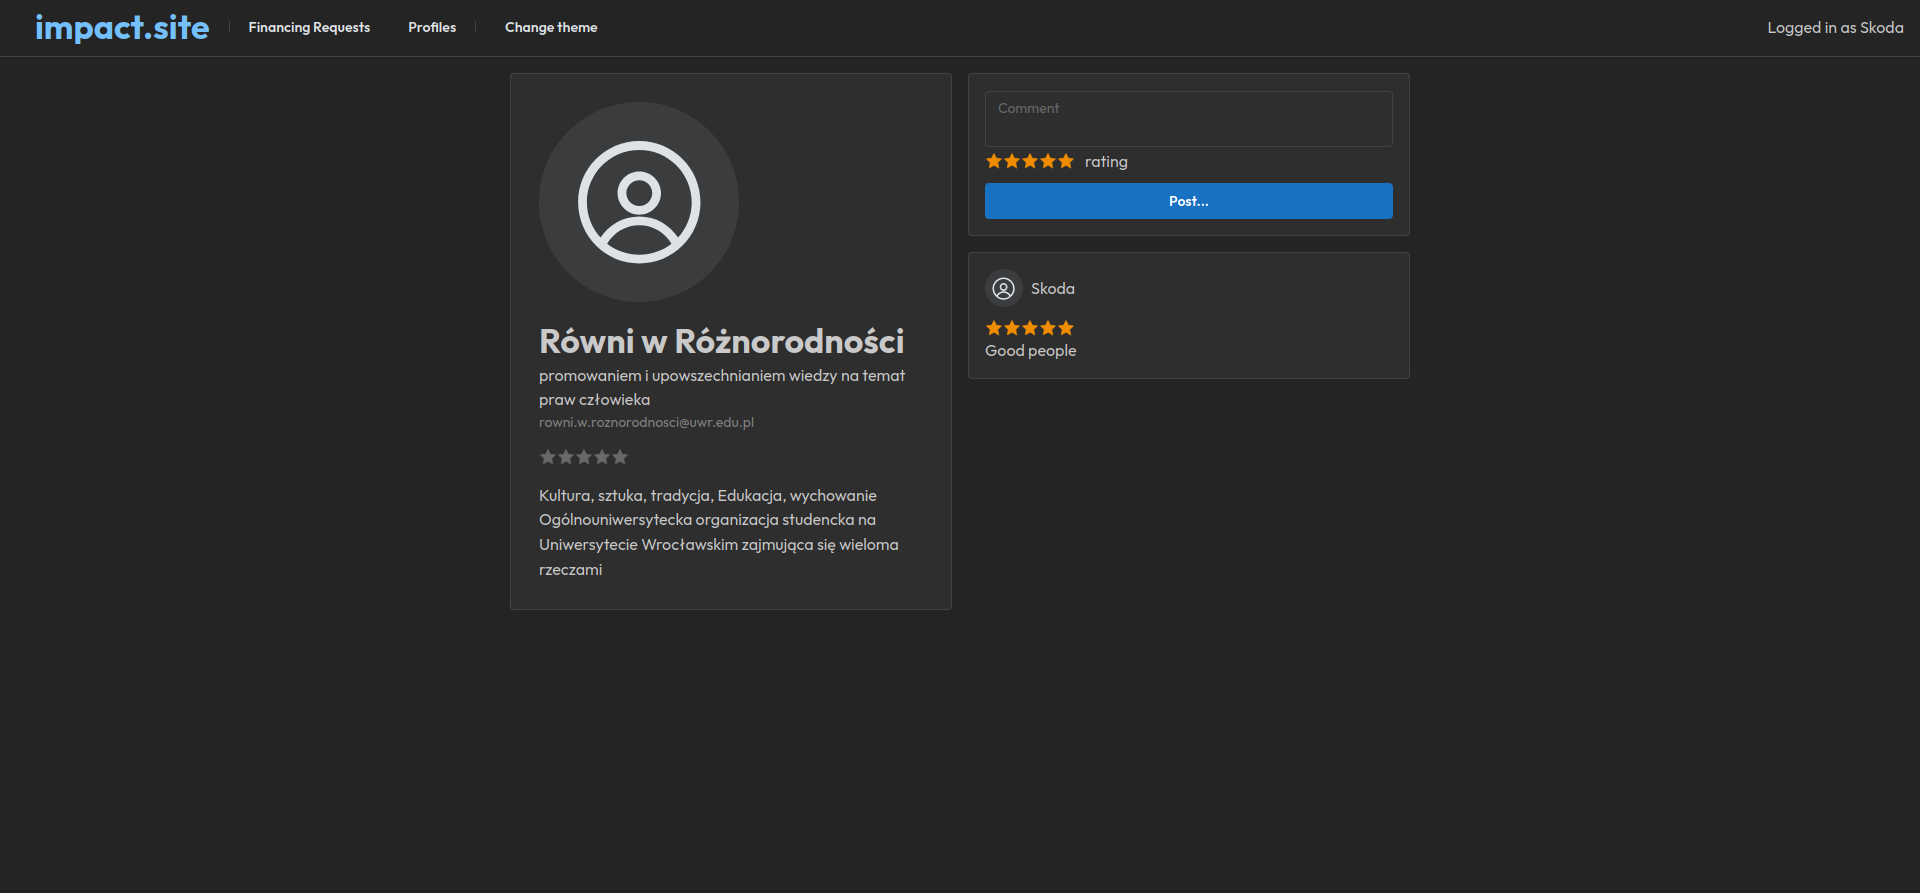 impact.site
Financing Requests
Profiles
Change theme
Logged in as Skoda
Równi w Różnorodności
promowaniem i upowszechnianiem wiedzy na temat
praw człowieka
rowni.w.roznorodnosci@uwr.edu.pl
Kultura, sztuka, tradycja, Edukacja, wychowanie
Ogólnouniwersytecka organizacja studencka na
Uniwersytecie Wrocławskim zajmująca się wieloma
rzeczami
Comment
rating
Post...
Skoda
Good people